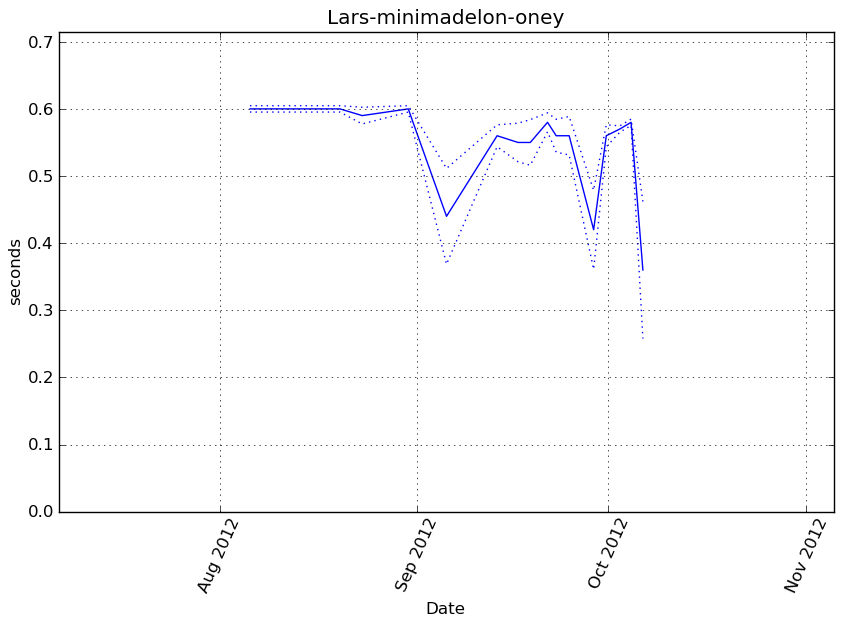 Lars-minimadelon-oney
0.7
0.6
0.5
0.4
0.3
0.2
0.1
0.0
seconds
Aug 2012
Sep 2012
Oct 2012
Nov 2012
Date